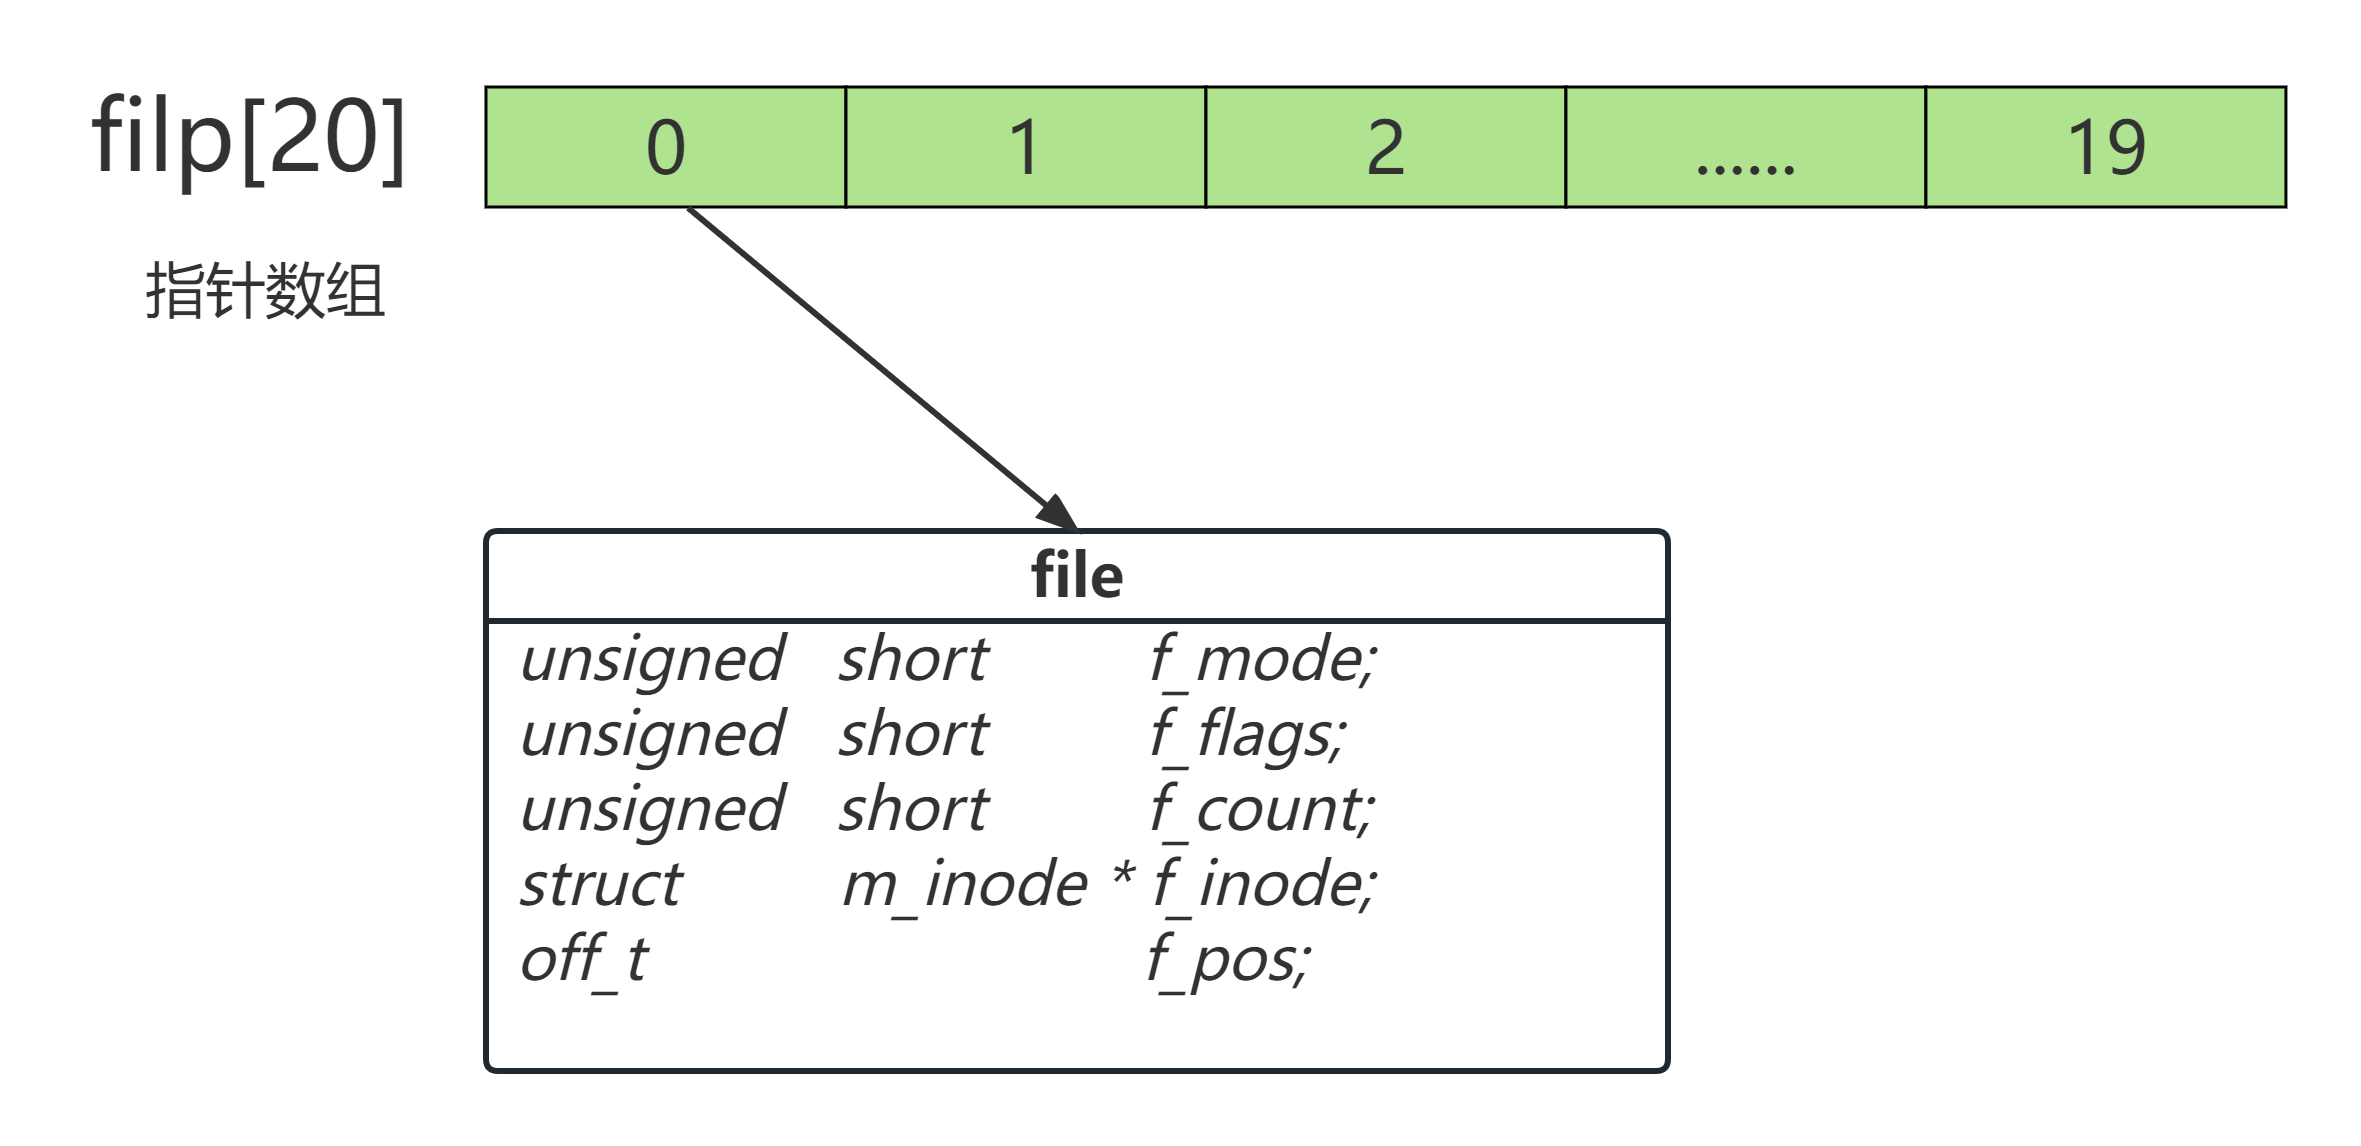 filp[20] 0 1 2 ...... 19
指针数组
file
unsigned short f_mode;
unsigned short f_flags;
unsigned short f_count;
struct m_inode * f_inode;
off_t f_pos;